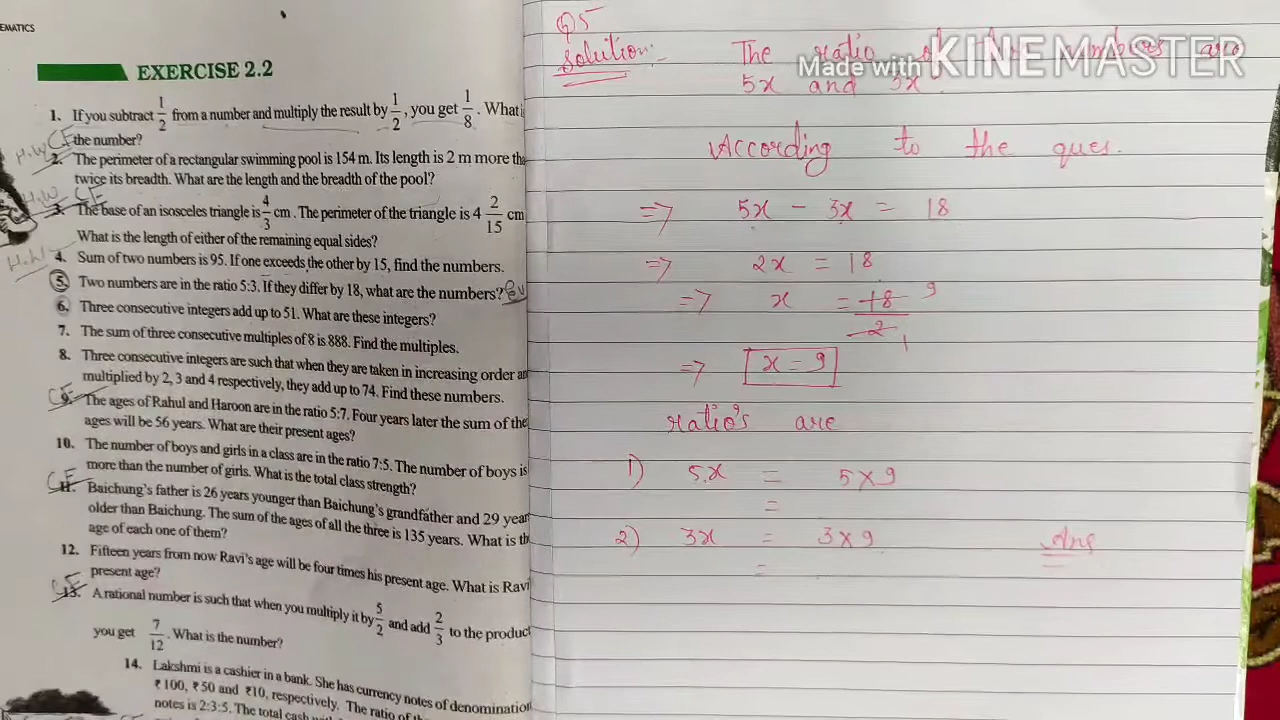 EMATICS
EXERCISE 2.2
1. If you subtract 1/2 from a number and multiply the result by 1/2, you get 1/8. What i
the number?
H.W CE
2. The perimeter of a rectangular swimming pool is 154 m. Its length is 2 m more tha
twice its breadth. What are the length and the breadth of the pool?
H.W CE
3. The base of an isosceles triangle is 4/3 cm. The perimeter of the triangle is 4 2/15 cm
What is the length of either of the remaining equal sides?
H.W 4. Sum of two numbers is 95. If one exceeds the other by 15, find the numbers.
5. Two numbers are in the ratio 5:3. If they differ by 18, what are the numbers?
6. Three consecutive integers add up to 51. What are these integers?
7. The sum of three consecutive multiples of 8 is 888. Find the multiples.
8. Three consecutive integers are such that when they are taken in increasing order an
multiplied by 2, 3 and 4 respectively, they add up to 74. Find these numbers.
CE 9. The ages of Rahul and Haroon are in the ratio 5:7. Four years later the sum of the
ages will be 56 years. What are their present ages?
10. The number of boys and girls in a class are in the ratio 7:5. The number of boys is
more than the number of girls. What is the total class strength?
CE 11. Baichung's father is 26 years younger than Baichung's grandfather and 29 year
older than Baichung. The sum of the ages of all the three is 135 years. What is th
age of each one of them?
12. Fifteen years from now Ravi's age will be four times his present age. What is Ravi
present age?
CE 13. A rational number is such that when you multiply it by 5/2 and add 2/3 to the product
you get 7/12. What is the number?
14. Lakshmi is a cashier in a bank. She has currency notes of denomination
₹100, ₹50 and ₹10, respectively. The ratio of
notes is 2:3:5. The total cash
Q5
Solution:- The ratio of numbers are
Made with KINEMASTER
5x and 3x
According to the ques.
=> 5x - 3x = 18
=> 2x = 18
=> x = 18/2 9 1
=> x = 9
ratio's are
1) 5x = 5×9
=
2) 3x = 3×9 Ans
=